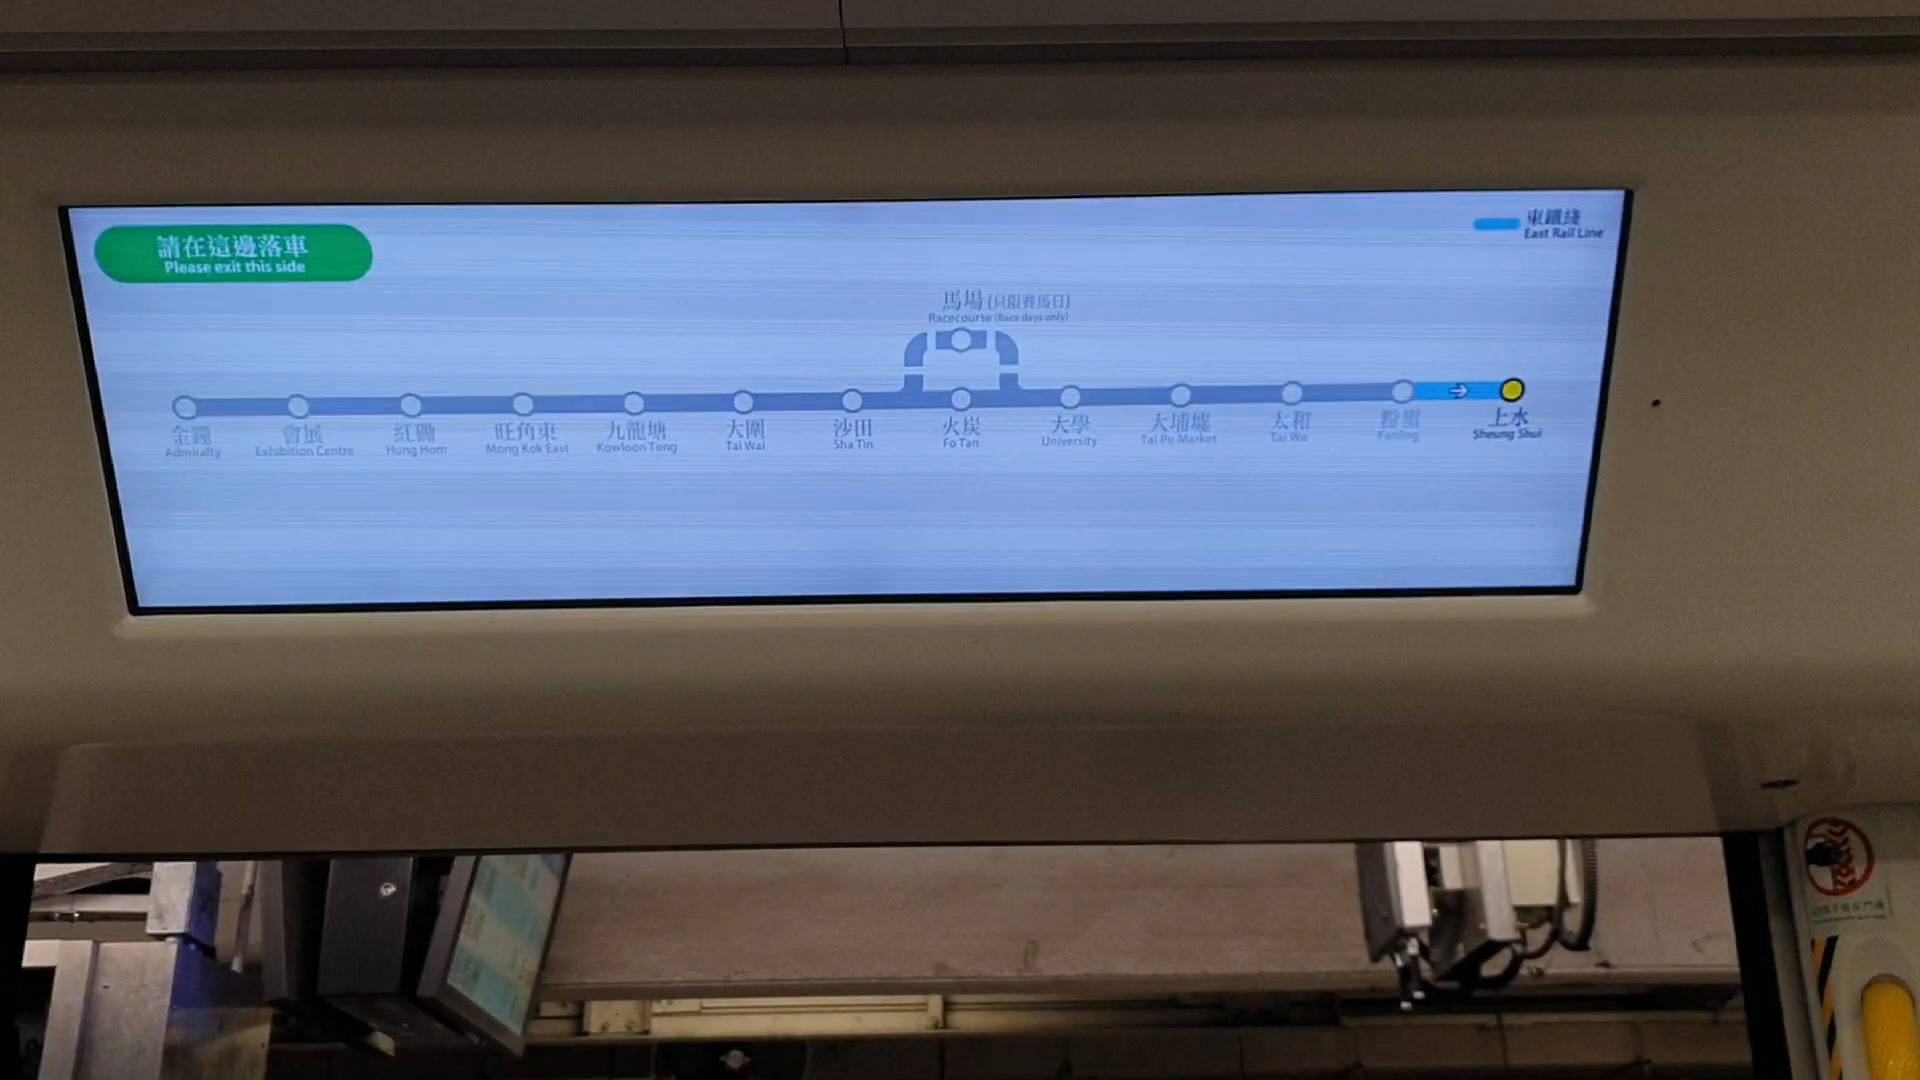 請在這邊落車
Please exit this side
東鐵綫
East Rail Line
馬場 (只限賽馬日)
Racecourse (Race days only)
金鐘
Admiralty
會展
Exhibition Centre
紅磡
Hung Hom
旺角東
Mong Kok East
九龍塘
Kowloon Tong
大圍
Tai Wai
沙田
Sha Tin
火炭
Fo Tan
大學
University
大埔墟
Tai Po Market
太和
Tai Wo
粉嶺
Fanling
上水
Sheung Shui